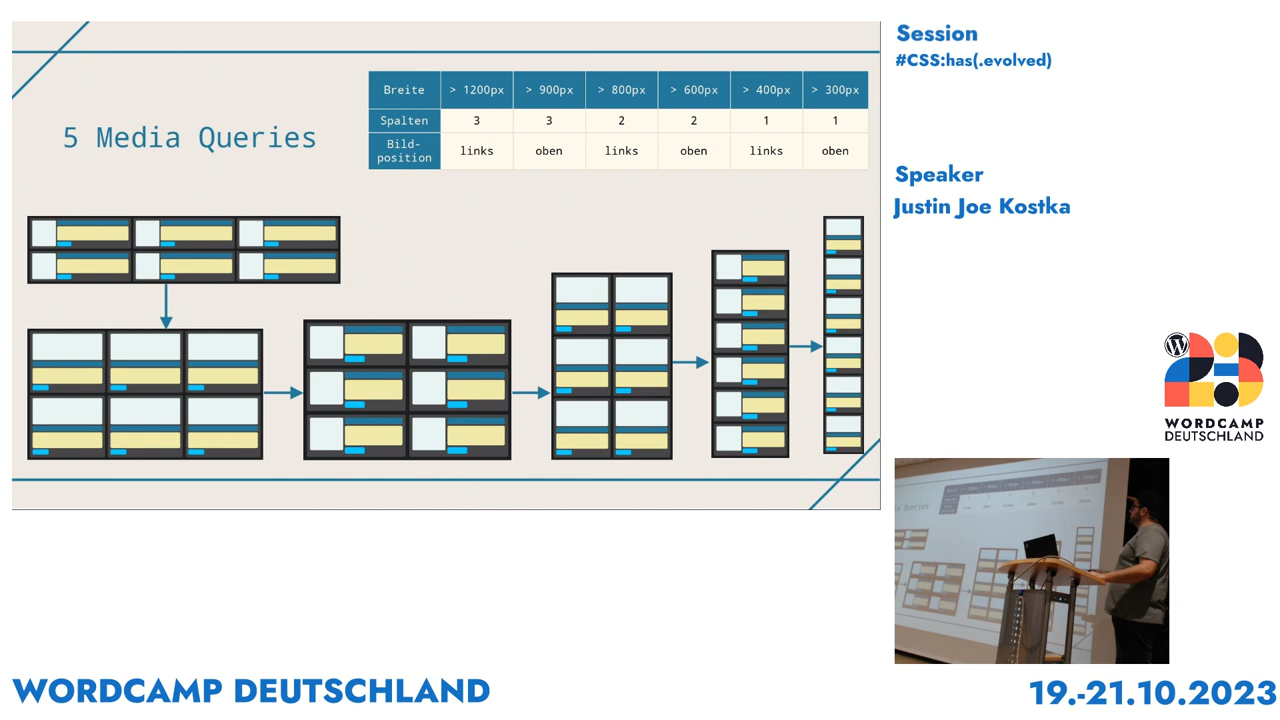 Session
#CSS:has(.evolved)
5 Media Queries
Breite > 1200px > 900px > 800px > 600px > 400px > 300px
Spalten 3 3 2 2 1 1
Bild-
position links oben links oben links oben
Speaker
Justin Joe Kostka
WORDCAMP
DEUTSCHLAND
WORDCAMP DEUTSCHLAND
19.-21.10.2023